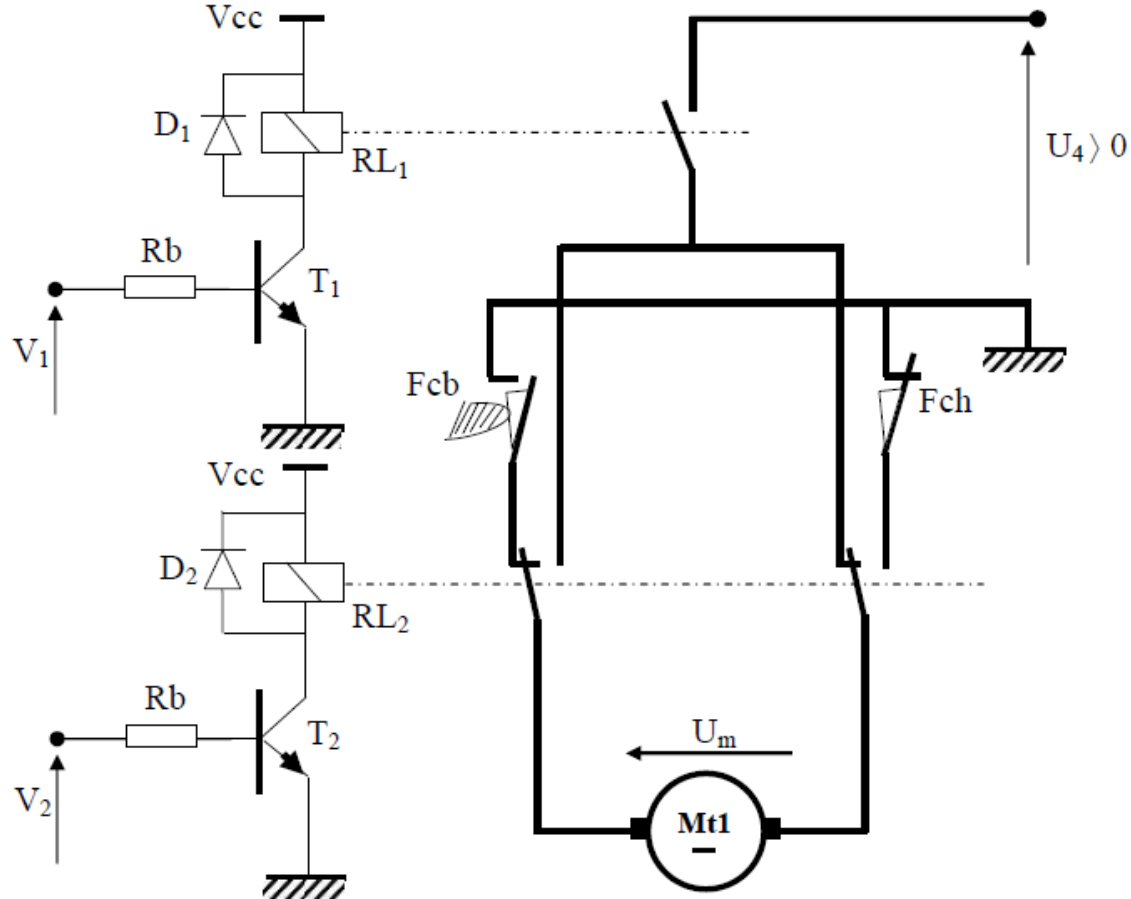 Vcc
D₁
RL₁
U₄ 〉 0
Rb
T₁
V₁
Fcb
Fch
Vcc
D₂
RL₂
Rb
T₂
Uₘ
V₂
Mt1